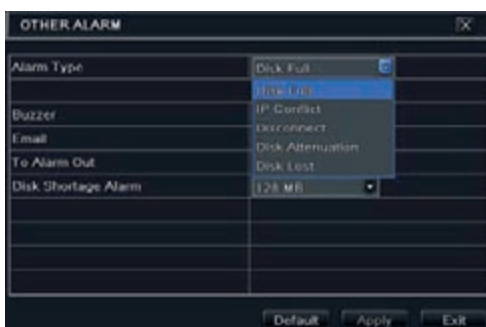 OTHER ALARM X
Alarm Type Disk Full
Disk Full
IP Conflict
Buzzer
Disconnect
Email
Disk Attenuation
To Alarm Out
Disk Lost
Disk Shortage Alarm 128 MB
Default Apply Exit